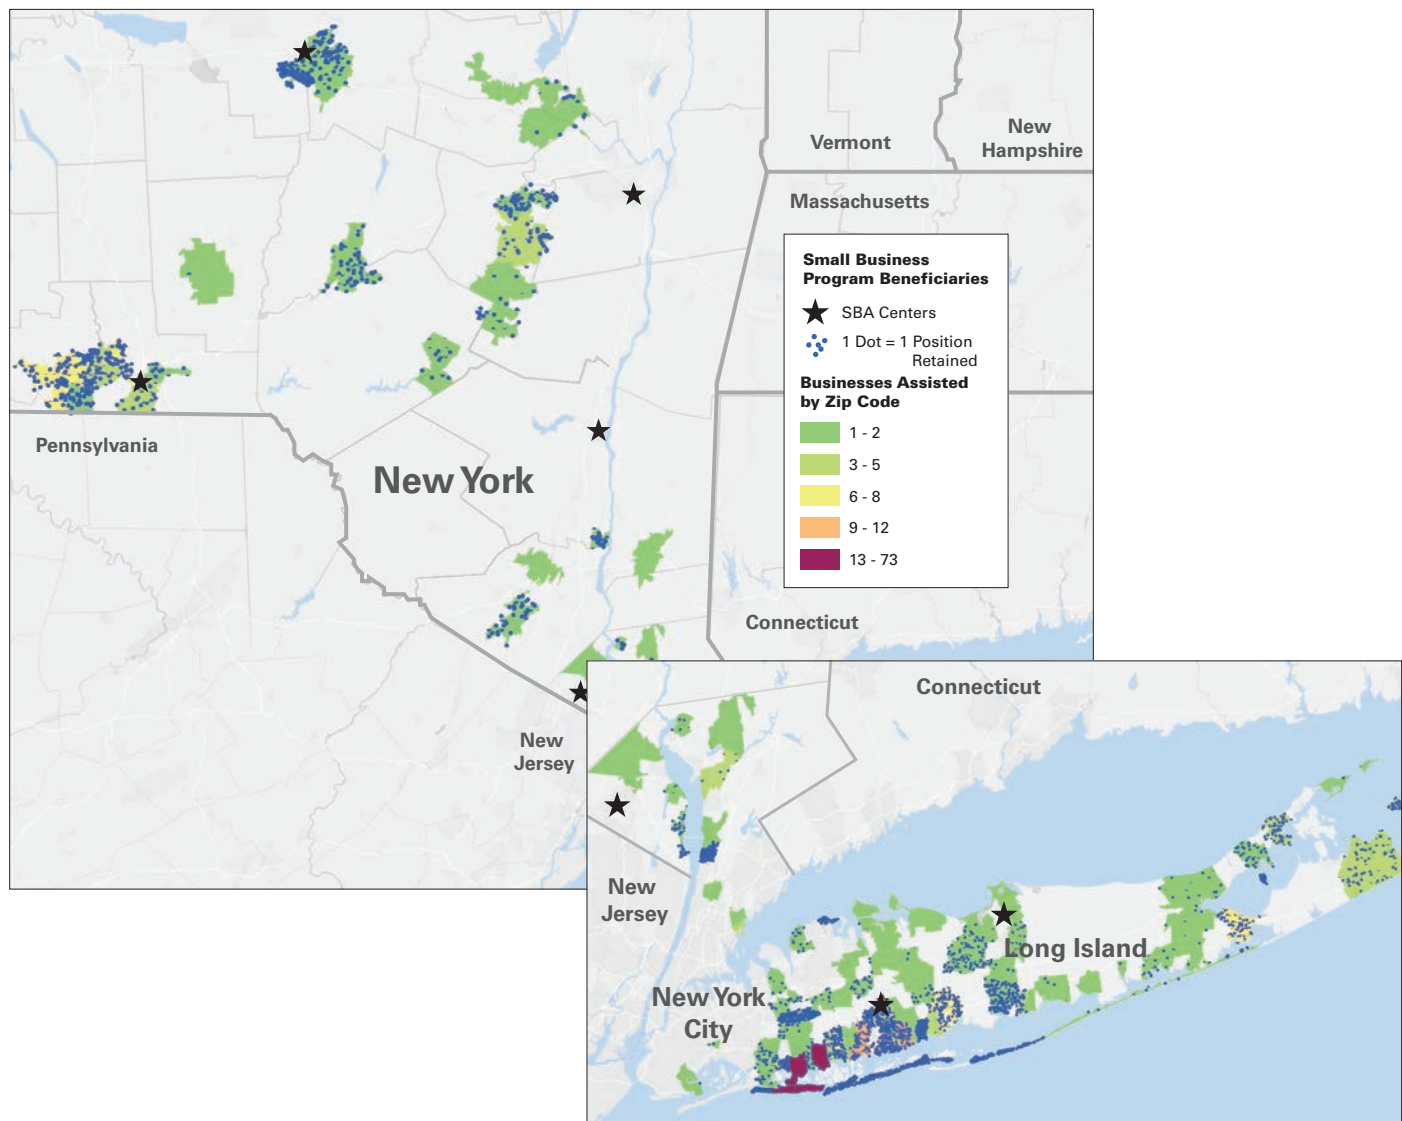 Vermont
New
Hampshire
Massachusetts
Small Business
Program Beneficiaries
SBA Centers
1 Dot = 1 Position
Retained
Businesses Assisted
by Zip Code
1 - 2
3 - 5
6 - 8
9 - 12
13 - 73
Pennsylvania
New York
Connecticut
New
Jersey
Connecticut
New
Jersey
Long Island
New York
City